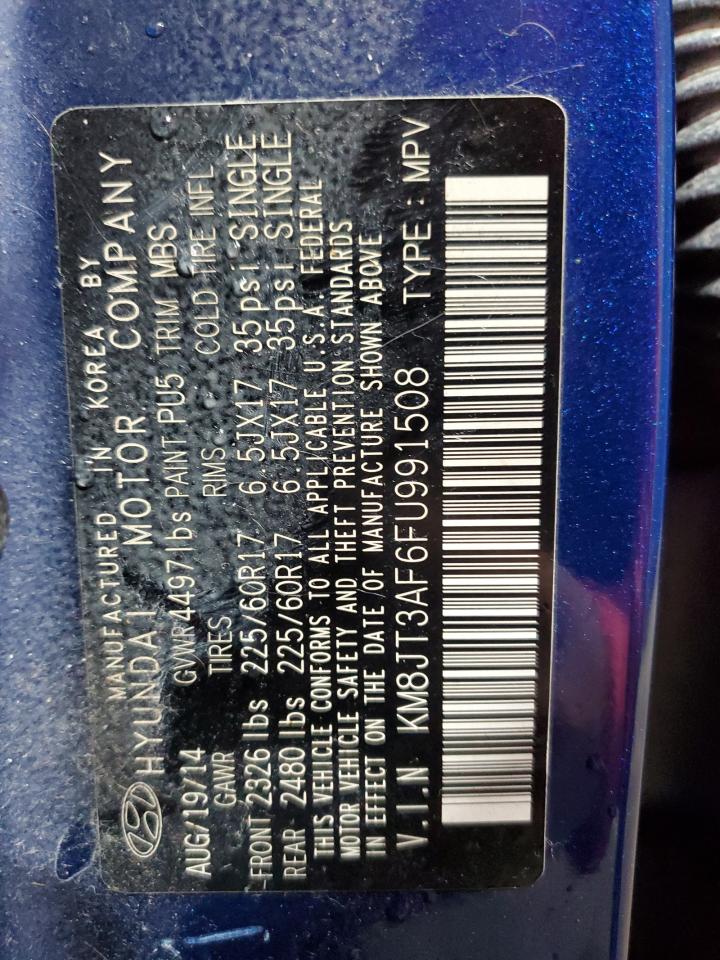 MANUFACTURED IN KOREA BY
HYUNDAI MOTOR COMPANY
AUG/19/14 GVWR 4497lbs PAINT PU5 TRIM MBS
GAWR TIRES RIMS COLD TIRE INFL
FRONT 2326 lbs 225/60R17 6.5JX17 35psi SINGLE
REAR 2480 lbs 225/60R17 6.5JX17 35psi SINGLE
THIS VEHICLE CONFORMS TO ALL APPLICABLE U.S.A. FEDERAL
MOTOR VEHICLE SAFETY AND THEFT PREVENTION STANDARDS
IN EFFECT ON THE DATE OF MANUFACTURE SHOWN ABOVE
V.I.N KM8JT3AF6FU991508 TYPE : MPV